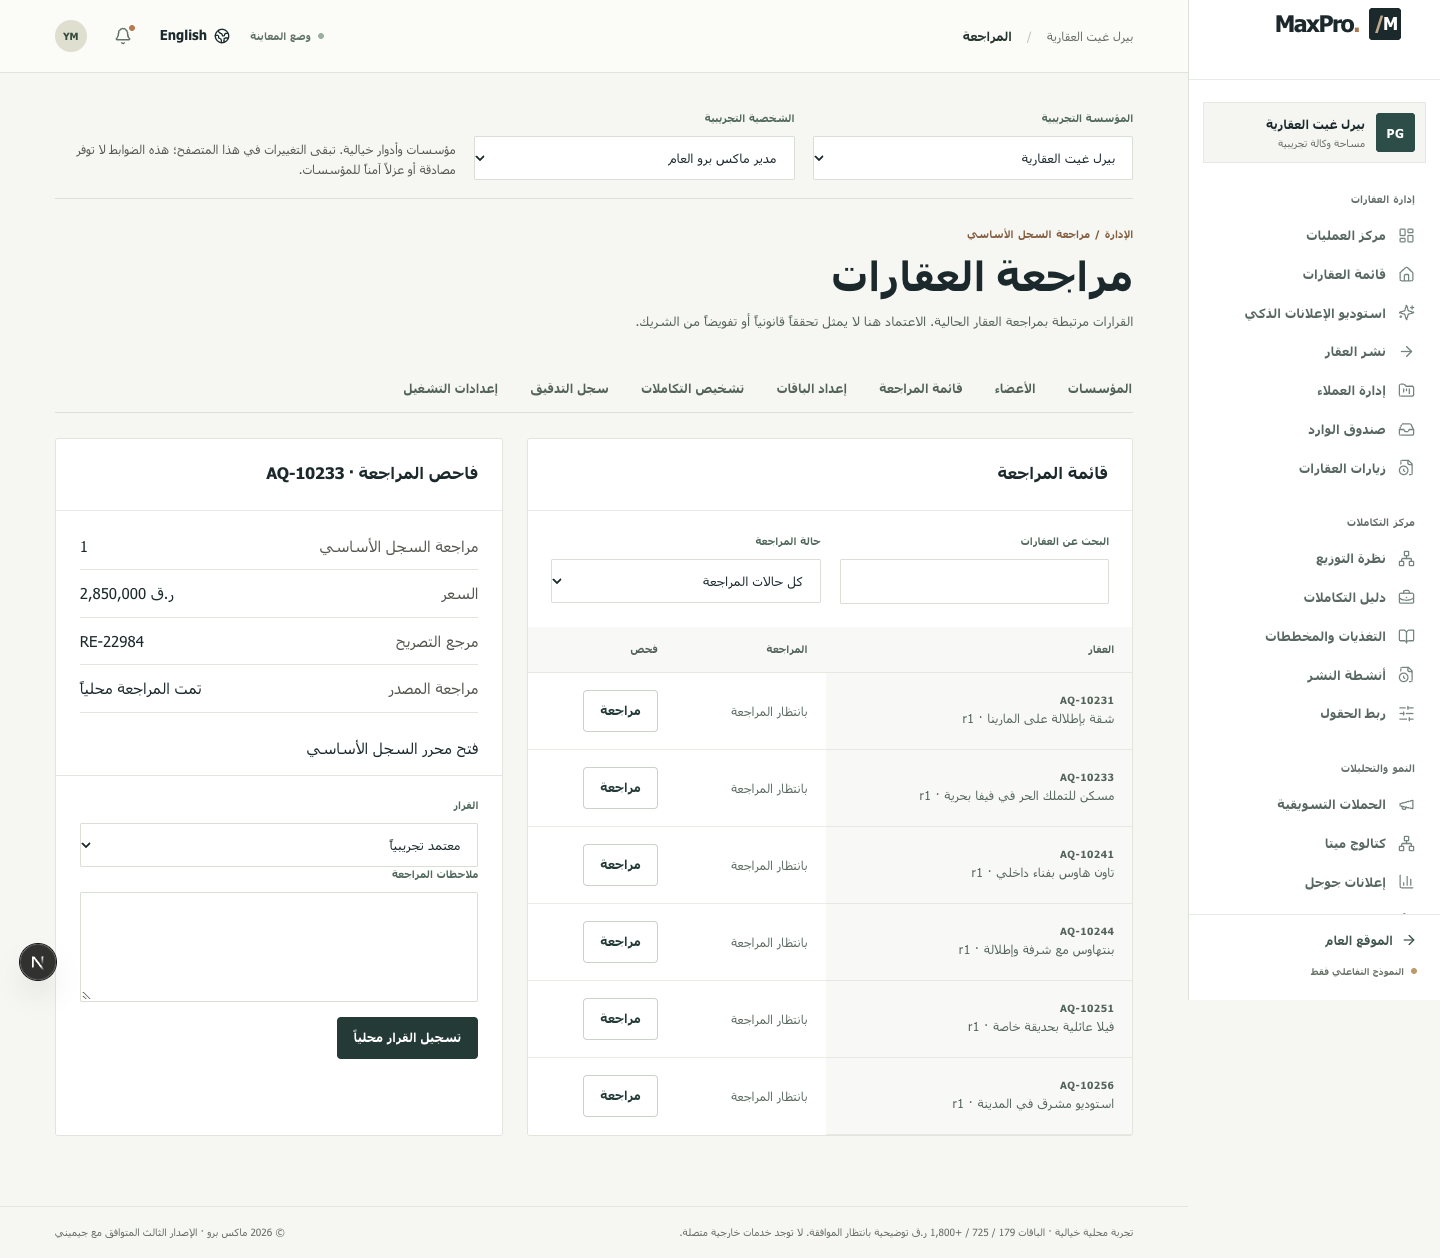 /M MaxPro.
PG
بيرل غيت العقارية
مساحة وكالة تجريبية
إدارة العقارات
مركز العمليات
قائمة العقارات
استوديو الإعلانات الذكي
نشر العقار
إدارة العملاء
صندوق الوارد
زيارات العقارات
مركز التكاملات
نظرة التوزيع
دليل التكاملات
التغذيات والمخططات
أنشطة النشر
ربط الحقول
النمو والتحليلات
الحملات التسويقية
كتالوج ميتا
إعلانات جوجل
الموقع العام
النموذج التفاعلي فقط
بيرل غيت العقارية / المراجعة
وضع المعاينة
English
YM
المؤسسة التجريبية
بيرل غيت العقارية
الشخصية التجريبية
مدير ماكس برو العام
مؤسسات وأدوار خيالية. تبقى التغييرات في هذا المتصفح؛ هذه الضوابط لا توفر
مصادقة أو عزلاً آمناً للمؤسسات.
الإدارة / مراجعة السجل الأساسي
مراجعة العقارات
القرارات مرتبطة بمراجعة العقار الحالية. الاعتماد هنا لا يمثل تحققاً قانونياً أو تفويضاً من الشريك.
المؤسسات
الأعضاء
قائمة المراجعة
إعداد الباقات
تشخيص التكاملات
سجل التدقيق
إعدادات التشغيل
قائمة المراجعة
البحث عن العقارات
حالة المراجعة
كل حالات المراجعة
العقار
المراجعة
فحص
AQ-10231
شقة بإطلالة على المارينا · r1
بانتظار المراجعة
مراجعة
AQ-10233
مسكن للتملك الحر في فيفا بحرية · r1
بانتظار المراجعة
مراجعة
AQ-10241
تاون هاوس بفناء داخلي · r1
بانتظار المراجعة
مراجعة
AQ-10244
بنتهاوس مع شرفة وإطلالة · r1
بانتظار المراجعة
مراجعة
AQ-10251
فيلا عائلية بحديقة خاصة · r1
بانتظار المراجعة
مراجعة
AQ-10256
استوديو مشرق في المدينة · r1
بانتظار المراجعة
مراجعة
فاحص المراجعة · AQ-10233
مراجعة السجل الأساسي 1
السعر ر.ق 2,850,000
مرجع التصريح RE-22984
مراجعة المصدر تمت المراجعة محلياً
فتح محرر السجل الأساسي
القرار
معتمد تجريبياً
ملاحظات المراجعة
تسجيل القرار محلياً
N
تجربة محلية خيالية · الباقات 179 / 725 / 1,800+ ر.ق توضيحية بانتظار الموافقة. لا توجد خدمات خارجية متصلة.
© 2026 ماكس برو · الإصدار الثالث المتوافق مع جيميني